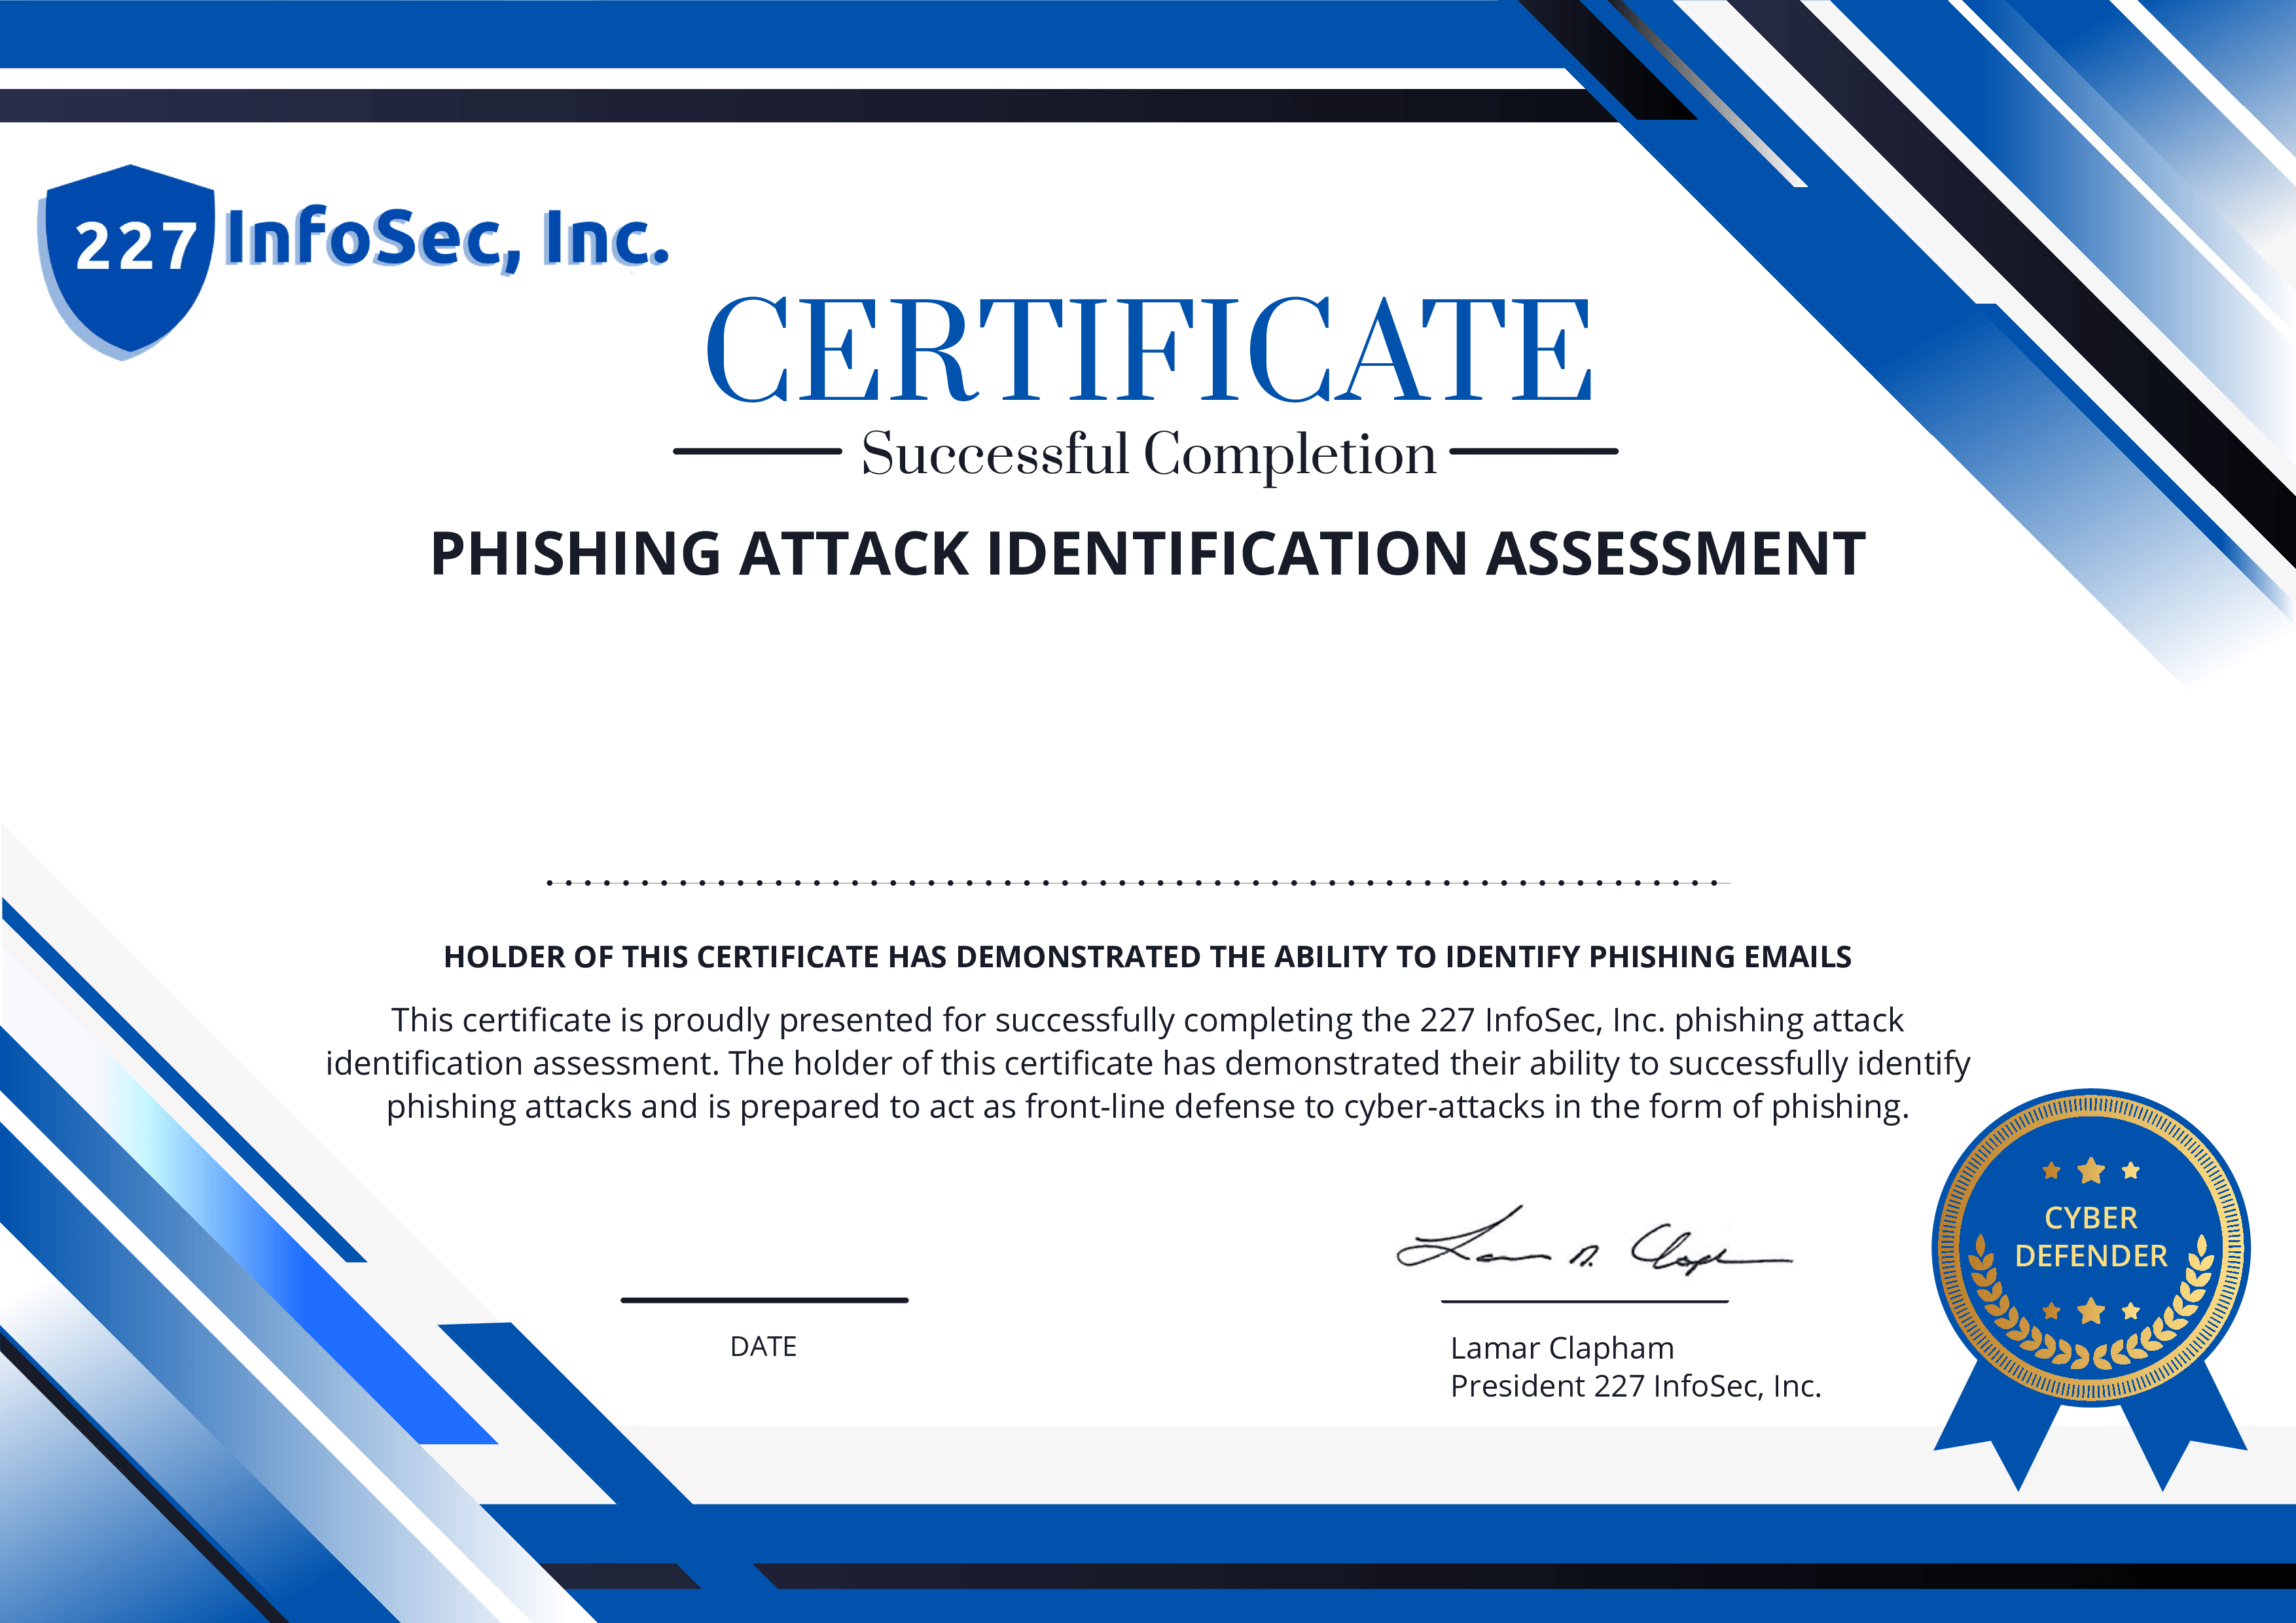 227 InfoSec, Inc.
CERTIFICATE
Successful Completion
PHISHING ATTACK IDENTIFICATION ASSESSMENT
HOLDER OF THIS CERTIFICATE HAS DEMONSTRATED THE ABILITY TO IDENTIFY PHISHING EMAILS
This certificate is proudly presented for successfully completing the 227 InfoSec, Inc. phishing attack
identification assessment. The holder of this certificate has demonstrated their ability to successfully identify
phishing attacks and is prepared to act as front-line defense to cyber-attacks in the form of phishing.
CYBER
DEFENDER
DATE
Lamar Clapham
President 227 InfoSec, Inc.